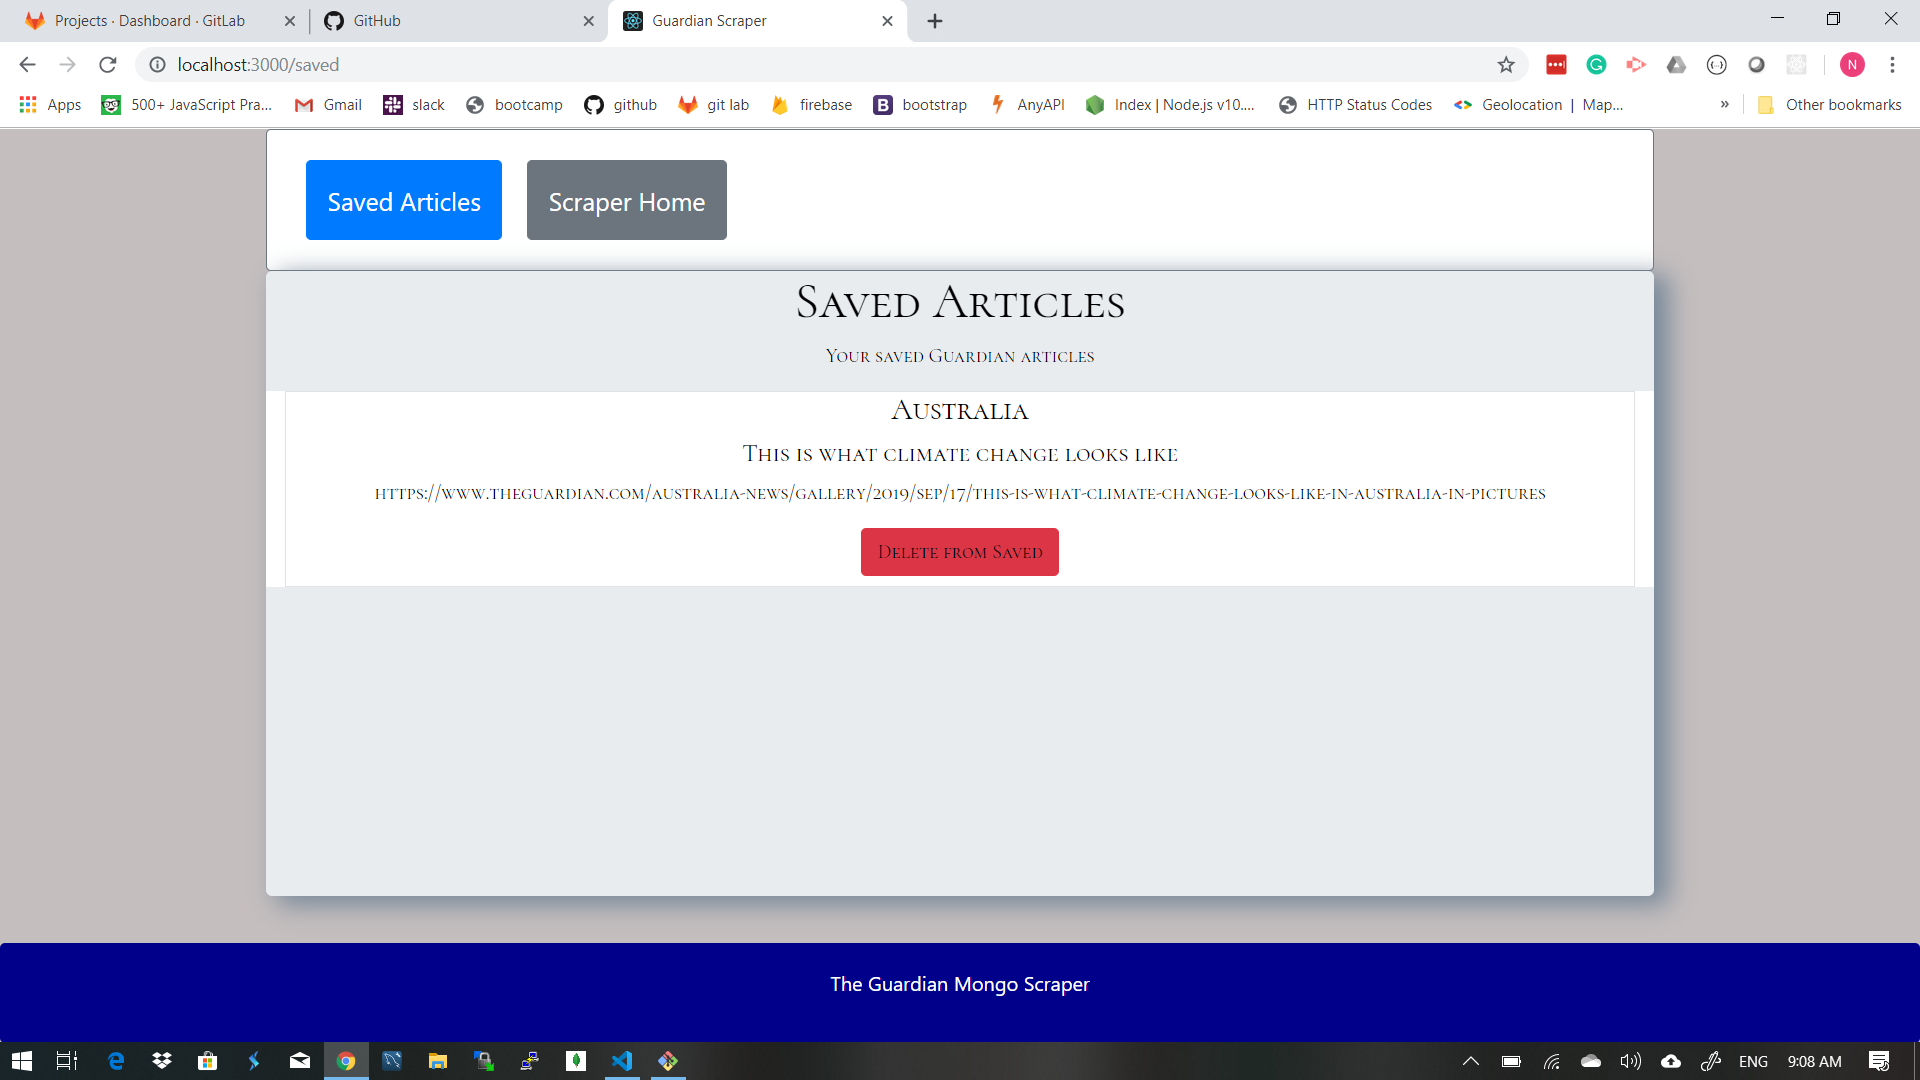 Projects · Dashboard · GitLab
GitHub
Guardian Scraper
localhost:3000/saved
N
Apps
500+ JavaScript Pra...
Gmail
slack
bootcamp
github
git lab
firebase
bootstrap
AnyAPI
Index | Node.js v10....
HTTP Status Codes
Geolocation | Map...
»
Other bookmarks
Saved Articles
Scraper Home
Saved Articles
Your saved Guardian articles
Australia
This is what climate change looks like
https://www.theguardian.com/australia-news/gallery/2019/sep/17/this-is-what-climate-change-looks-like-in-australia-in-pictures
Delete from Saved
The Guardian Mongo Scraper
ENG
9:08 AM